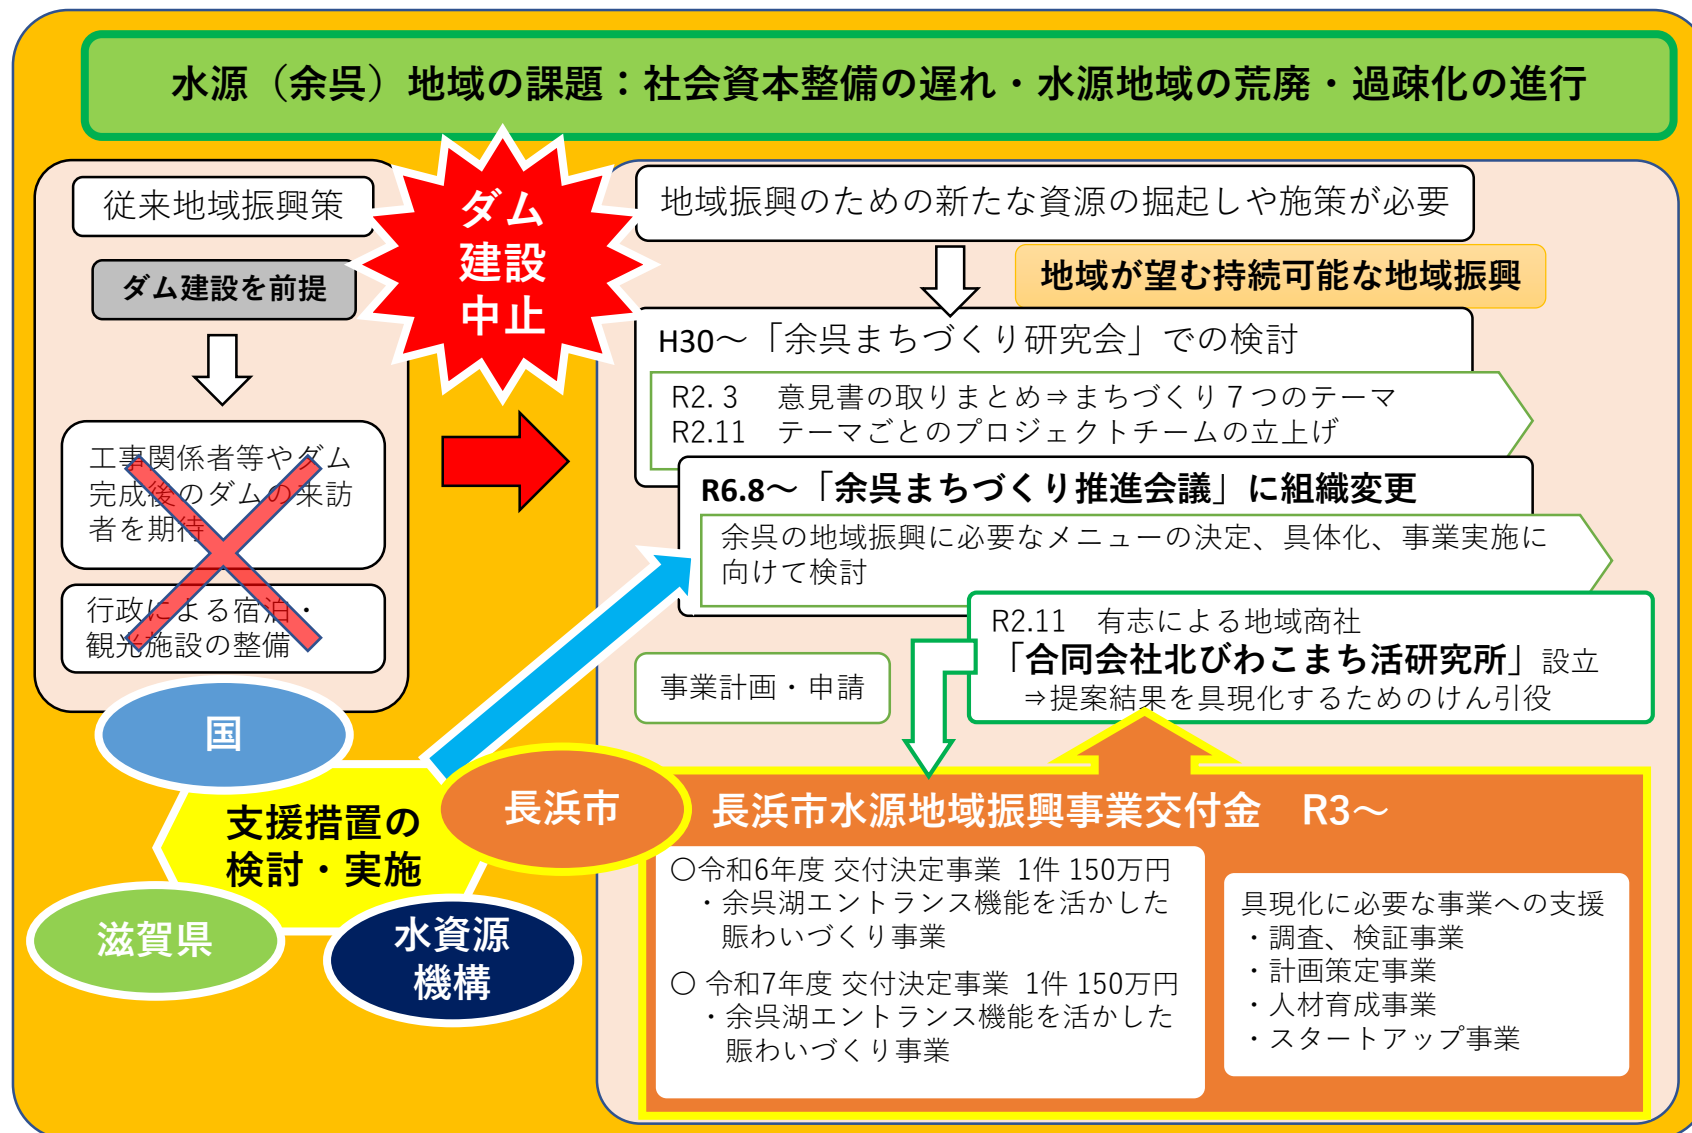 水源（余呉）地域の課題：社会資本整備の遅れ・水源地域の荒廃・過疎化の進行
従来地域振興策
ダム建設を前提
工事関係者等やダム
完成後のダムの来訪
者を期待
行政による宿泊・
観光施設の整備
ダム
建設
中止
地域振興のための新たな資源の掘起しや施策が必要
地域が望む持続可能な地域振興
H30～「余呉まちづくり研究会」での検討
R2. 3　意見書の取りまとめ⇒まちづくり７つのテーマ
R2.11　テーマごとのプロジェクトチームの立上げ
R6.8～「余呉まちづくり推進会議」に組織変更
余呉の地域振興に必要なメニューの決定、具体化、事業実施に
向けて検討
R2.11　有志による地域商社
「合同会社北びわこまち活研究所」設立
⇒提案結果を具現化するためのけん引役
事業計画・申請
国
支援措置の
検討・実施
滋賀県
水資源
機構
長浜市
長浜市水源地域振興事業交付金　R3～
〇令和6年度 交付決定事業 1件 150万円
・余呉湖エントランス機能を活かした
賑わいづくり事業
〇 令和7年度 交付決定事業 1件 150万円
・余呉湖エントランス機能を活かした
賑わいづくり事業
具現化に必要な事業への支援
・調査、検証事業
・計画策定事業
・人材育成事業
・スタートアップ事業